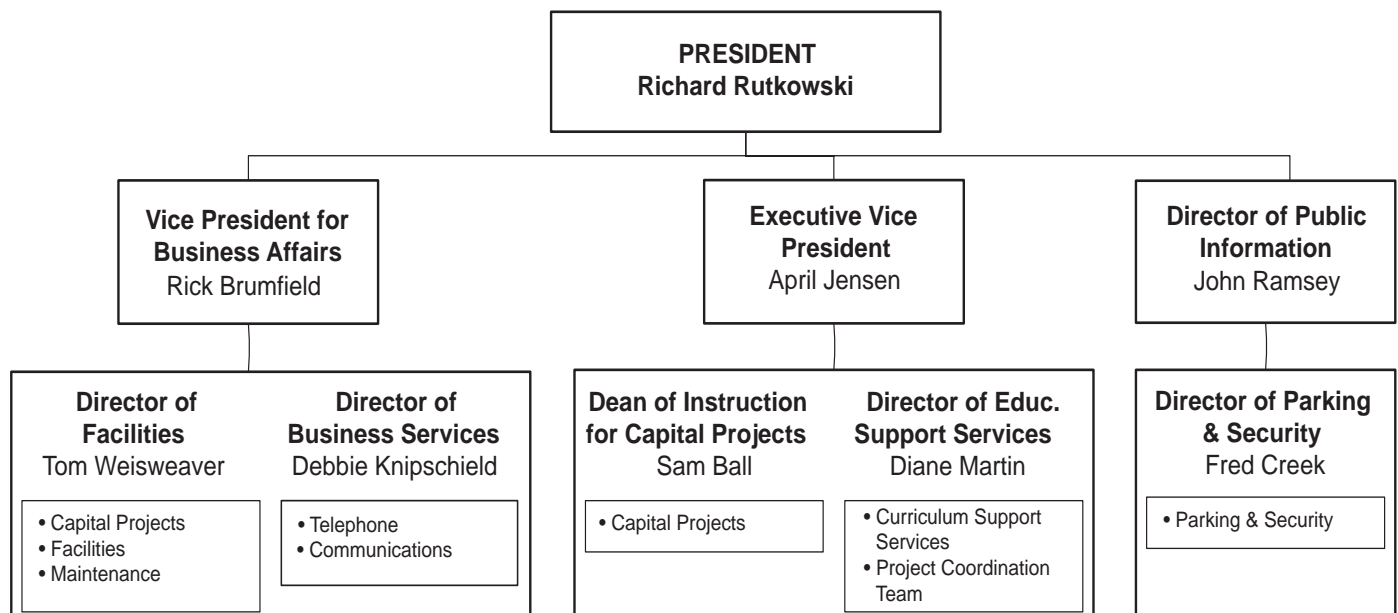 PRESIDENT
Richard Rutkowski
Vice President for
Business Affairs
Rick Brumfield
Executive Vice
President
April Jensen
Director of Public
Information
John Ramsey
Director of
Facilities
Tom Weisweaver
• Capital Projects
• Facilities
• Maintenance
Director of
Business Services
Debbie Knipschield
• Telephone
• Communications
Dean of Instruction
for Capital Projects
Sam Ball
• Capital Projects
Director of Educ.
Support Services
Diane Martin
• Curriculum Support
Services
• Project Coordination
Team
Director of Parking
& Security
Fred Creek
• Parking & Security